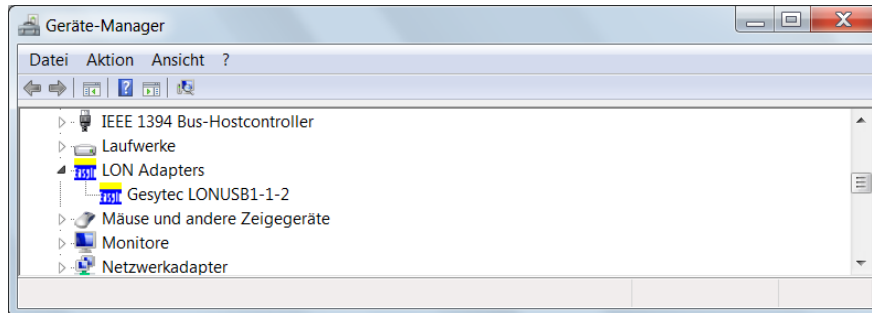 Geräte-Manager
Datei Aktion Ansicht ?
IEEE 1394 Bus-Hostcontroller
Laufwerke
LON Adapters
Gesytec LONUSB1-1-2
Mäuse und andere Zeigegeräte
Monitore
Netzwerkadapter